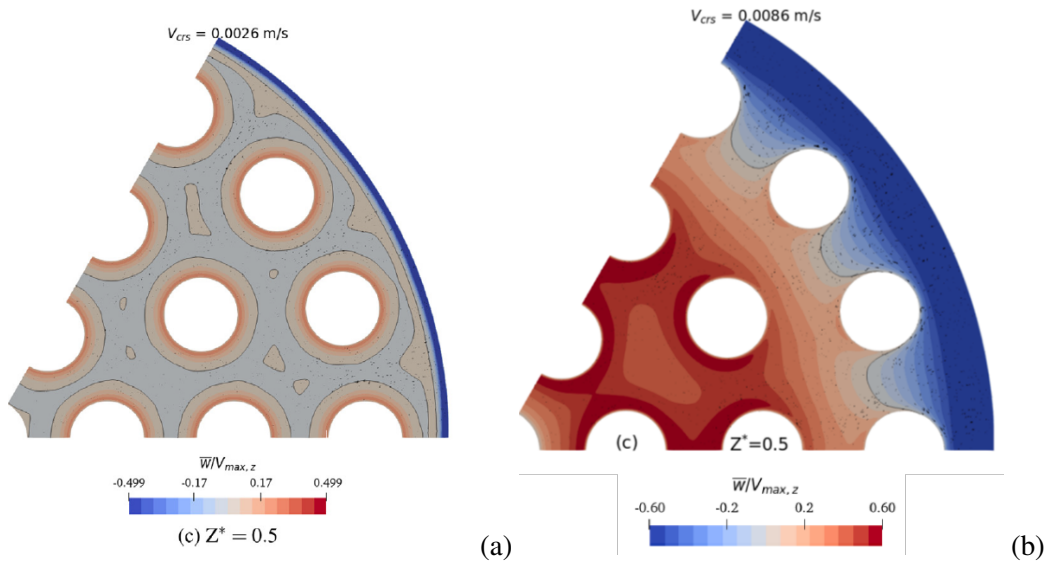 V_crs = 0.0026 m/s
W̅/V_max, z
-0.499 -0.17 0.17 0.499
(c) Z* = 0.5
(a)
V_crs = 0.0086 m/s
(c) Z*=0.5
W̅/V_max, z
-0.60 -0.2 0.2 0.60
(b)